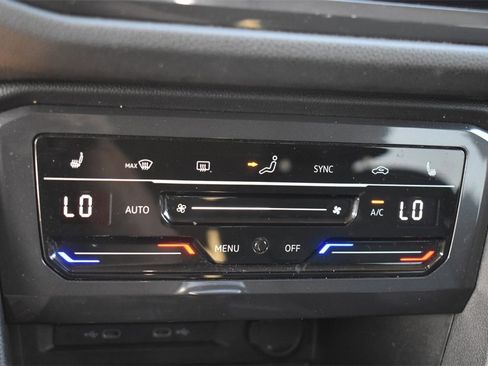 MAX SYNC
LO AUTO A/C LO
MENU OFF